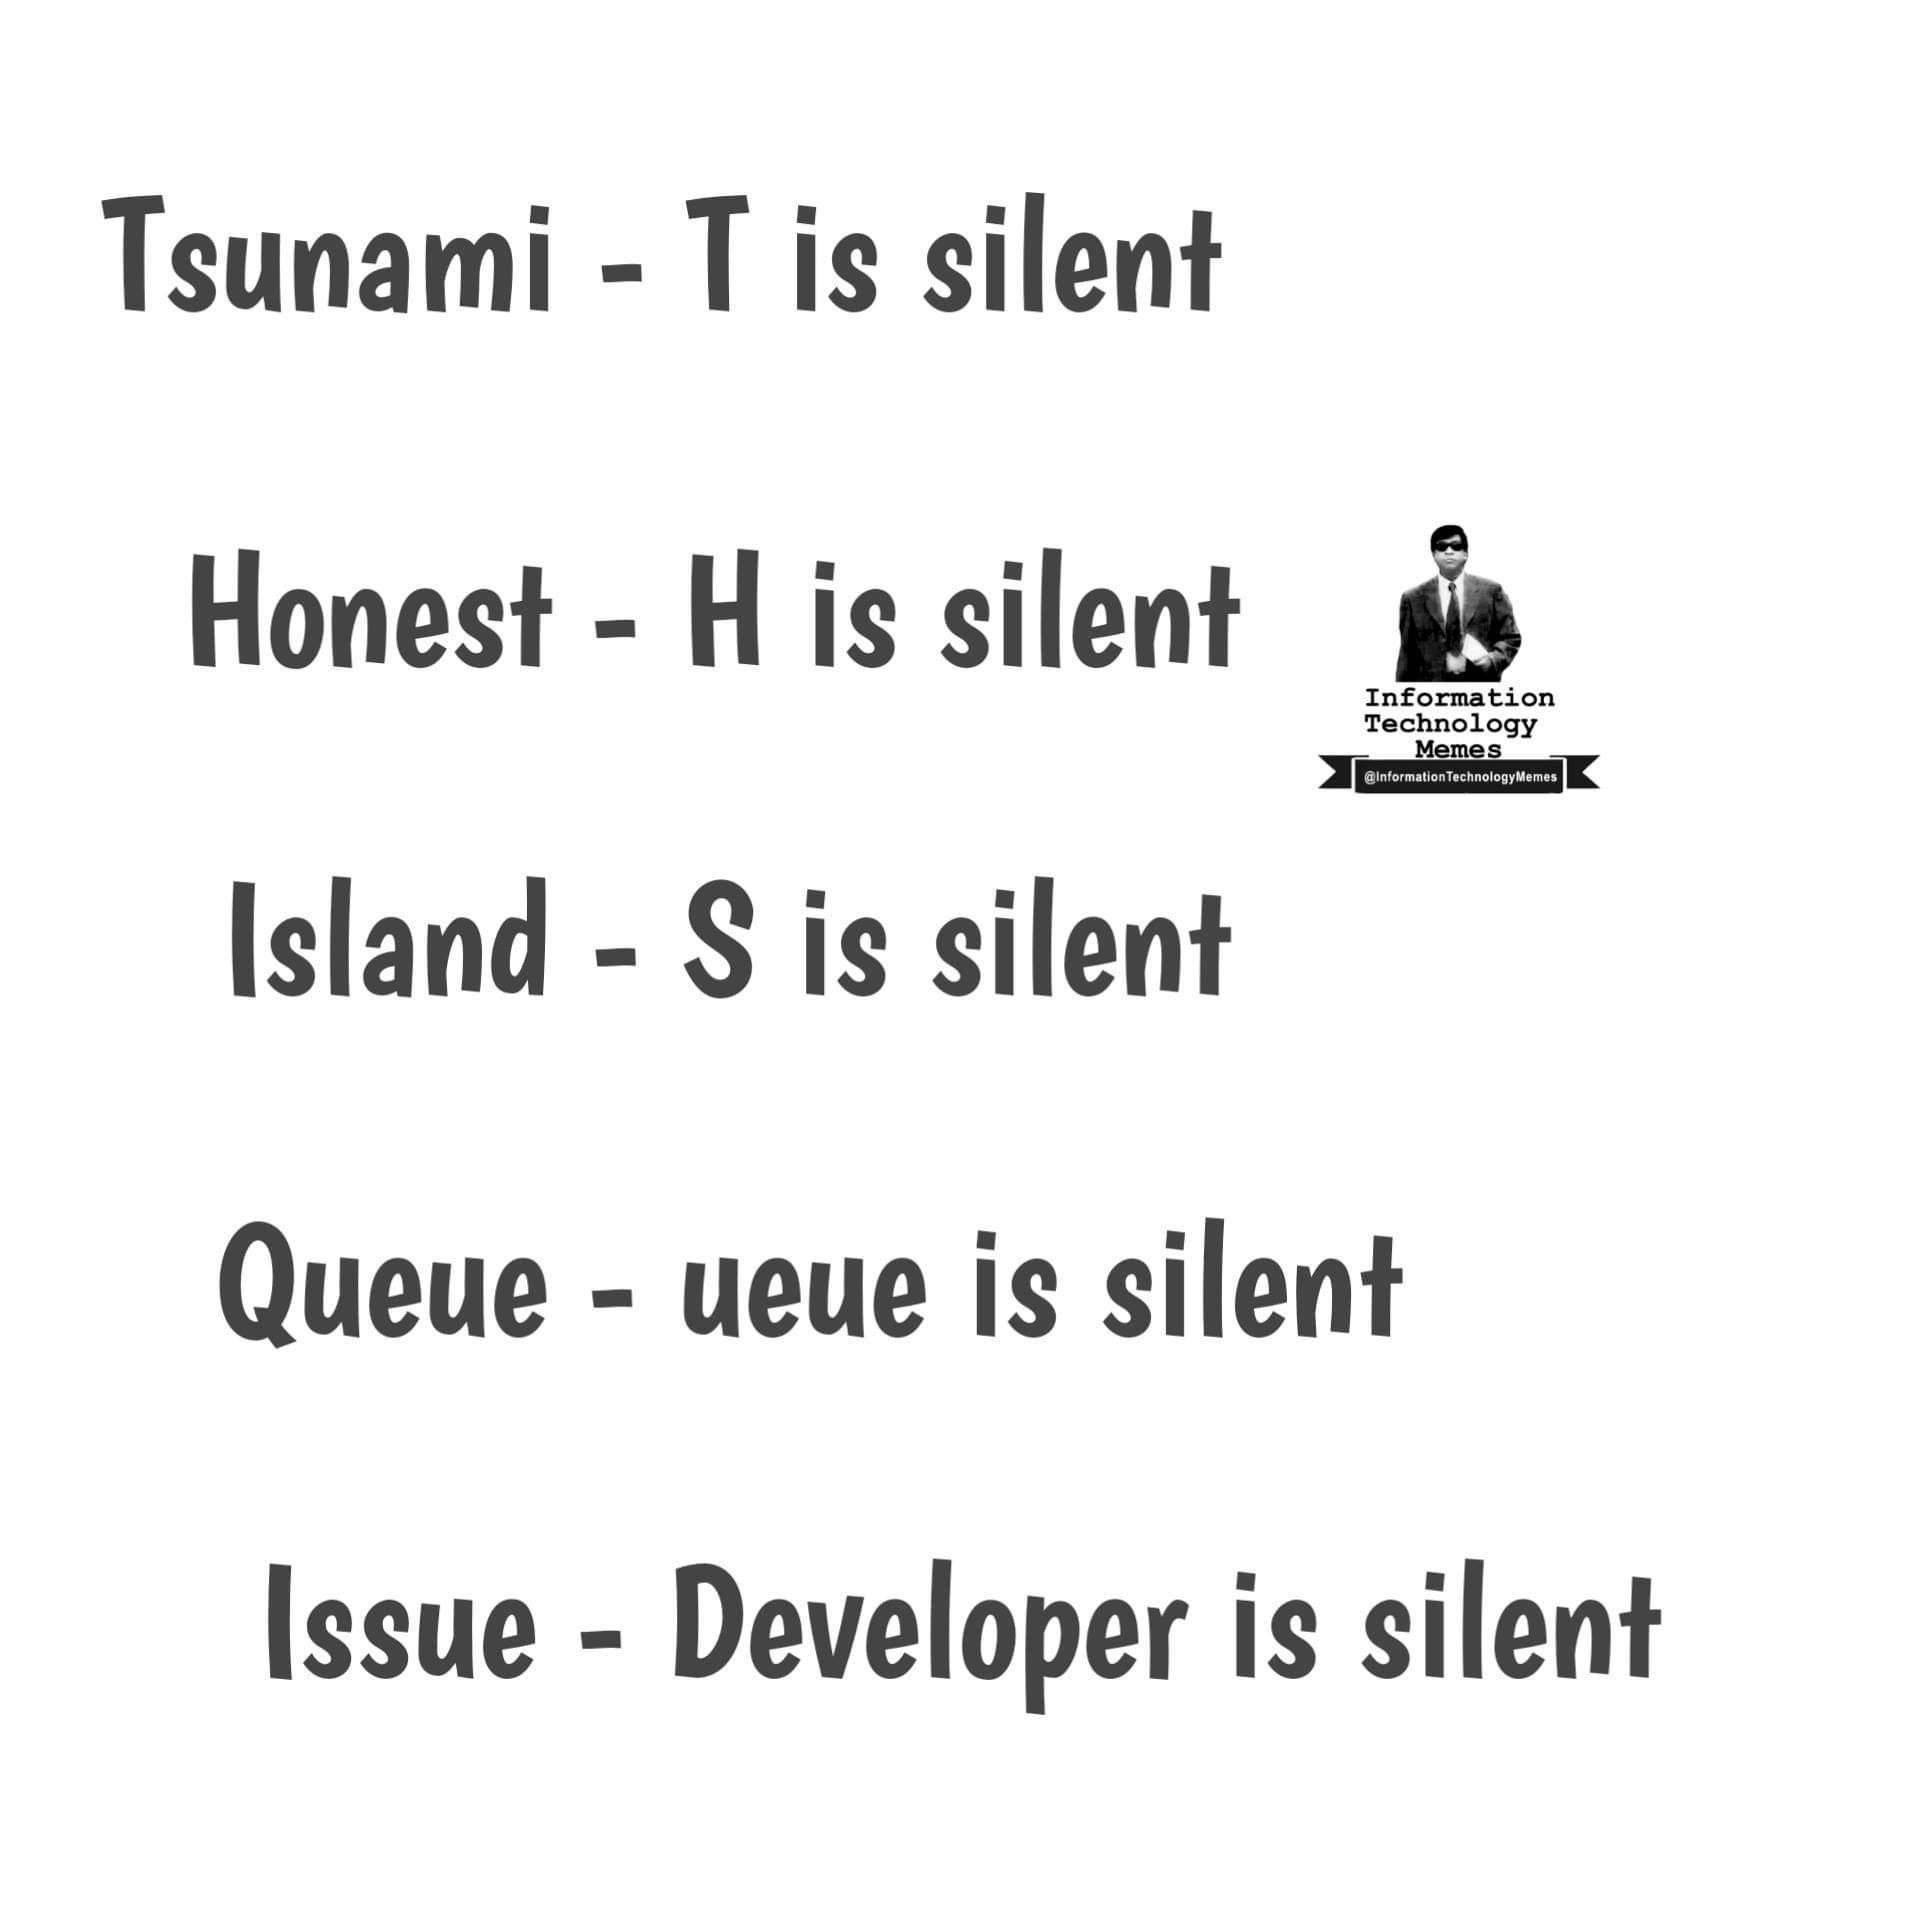 Tsunami - T is silent
Honest - H is silent
Information
Technology
Memes
@InformationTechnologyMemes
Island - S is silent
Queue - ueue is silent
Issue - Developer is silent